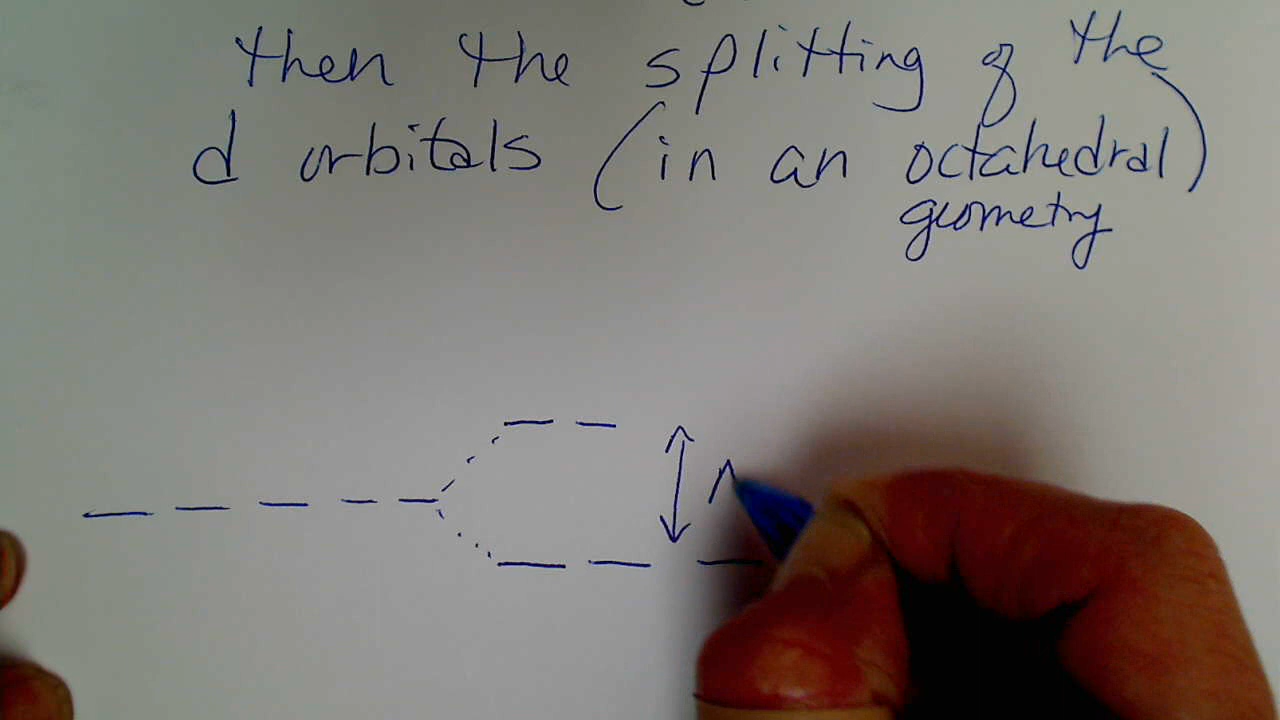 then the splitting of the
d orbitals (in an octahedral)
geometry